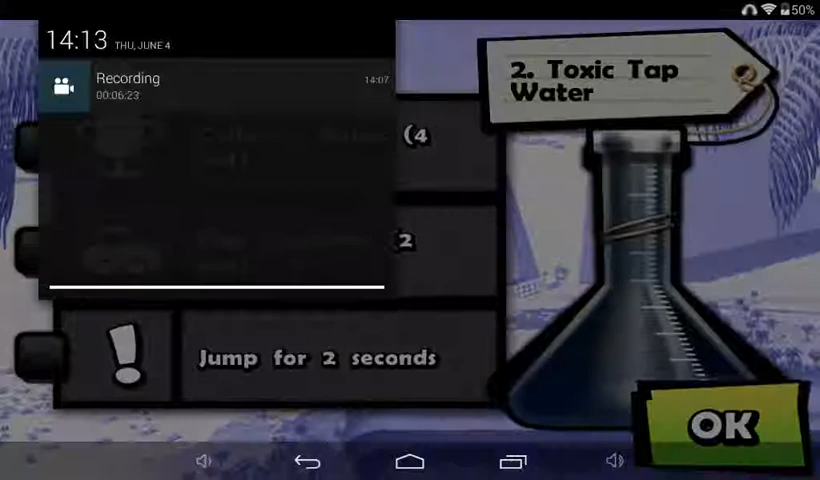 50%
14:13 THU, JUNE 4
Recording
14:07
00:06:23
2. Toxic Tap
Water
(4
2
Jump for 2 seconds
OK